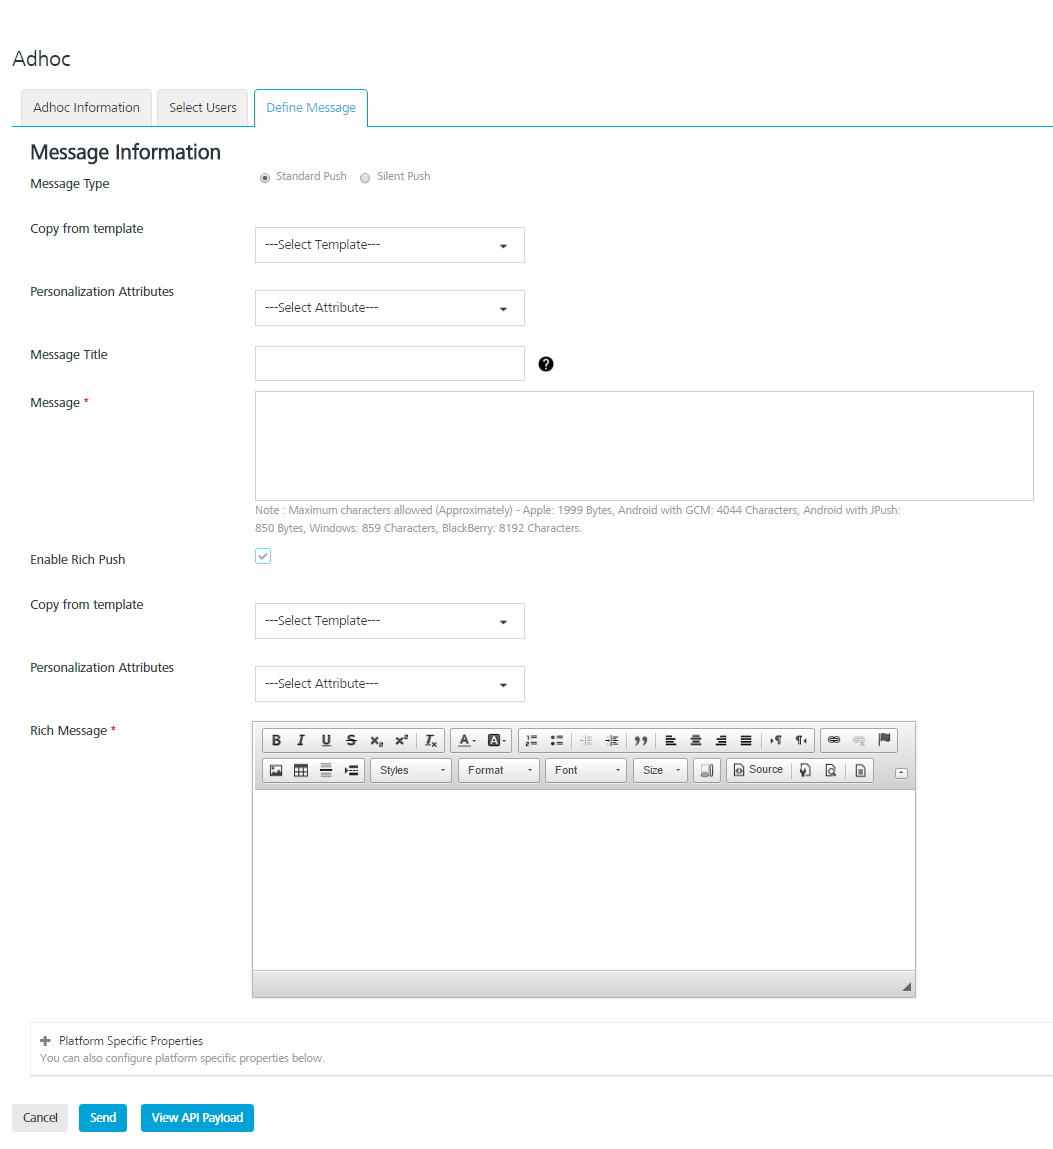 Adhoc
Adhoc Information Select Users Define Message
Message Information
Message Type Standard Push Silent Push
Copy from template
---Select Template---
Personalization Attributes
---Select Attribute---
Message Title
Message *
Note : Maximum characters allowed (Approximately) - Apple: 1999 Bytes, Android with GCM: 4044 Characters, Android with JPush:
850 Bytes, Windows: 859 Characters, BlackBerry: 8192 Characters.
Enable Rich Push
Copy from template
---Select Template---
Personalization Attributes
---Select Attribute---
Rich Message *
Styles Format Font Size Source
Platform Specific Properties
You can also configure platform specific properties below.
Cancel Send View API Payload